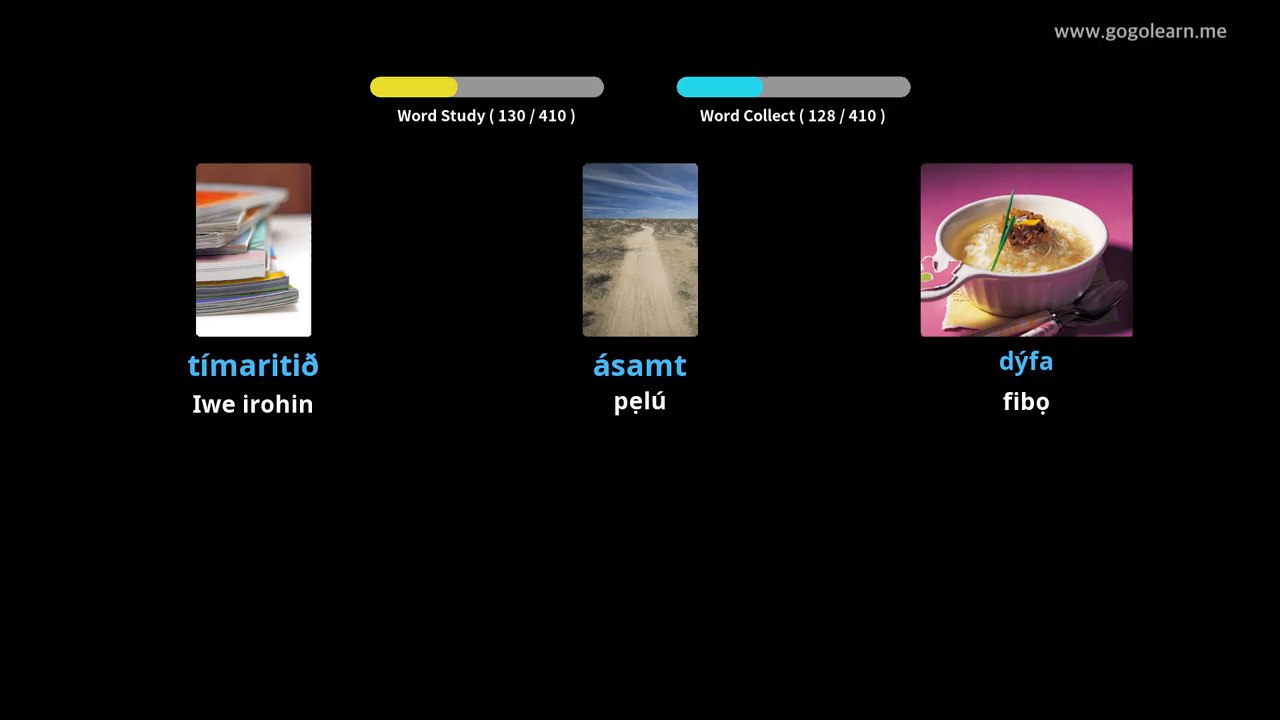 www.gogolearn.me
Word Study ( 130 / 410 )
Word Collect ( 128 / 410 )
tímaritið
Iwe irohin
ásamt
pẹlú
dýfa
fibọ